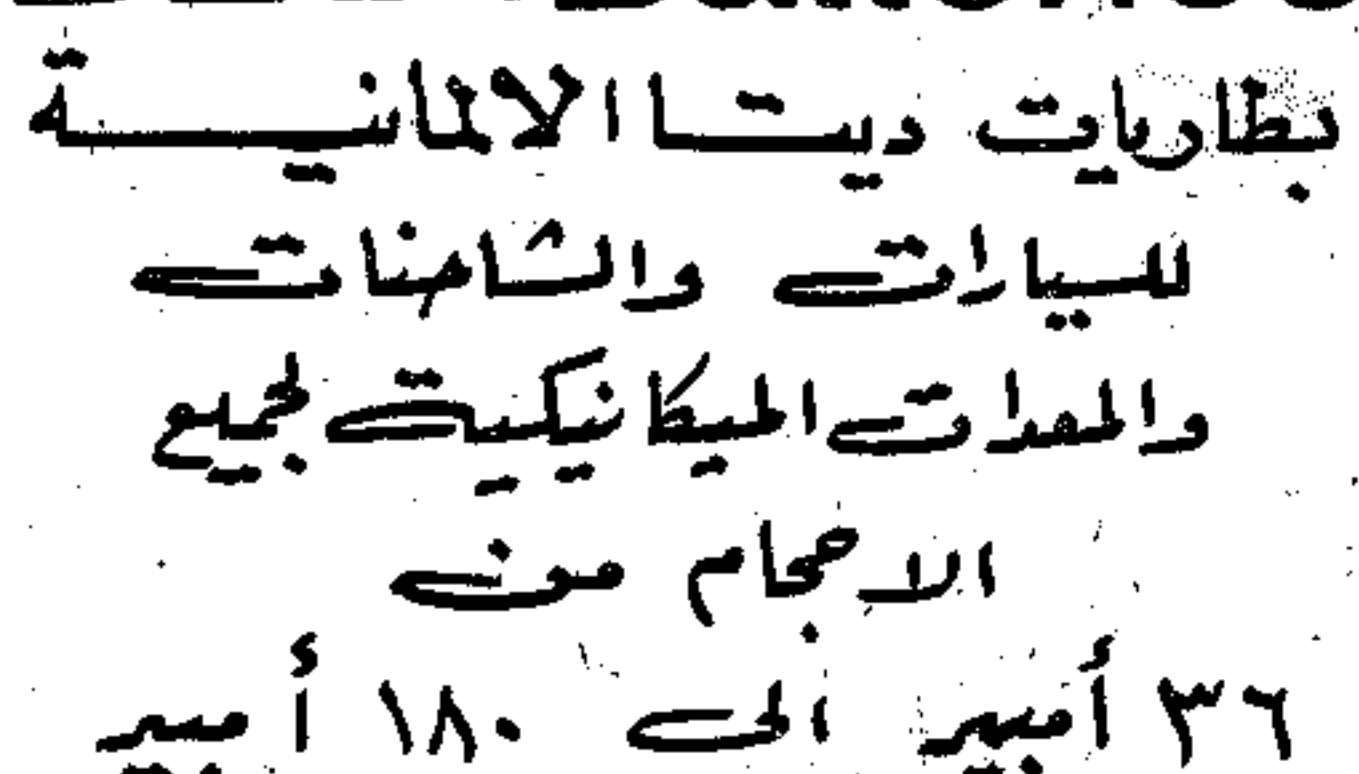 بطاريات ديتا الالمانية
للسيارات والشاحنات
والمعدات الميكانيكية لجميع
الاحجام من
٣٦ أمبير الى ١٨٠ أمبير